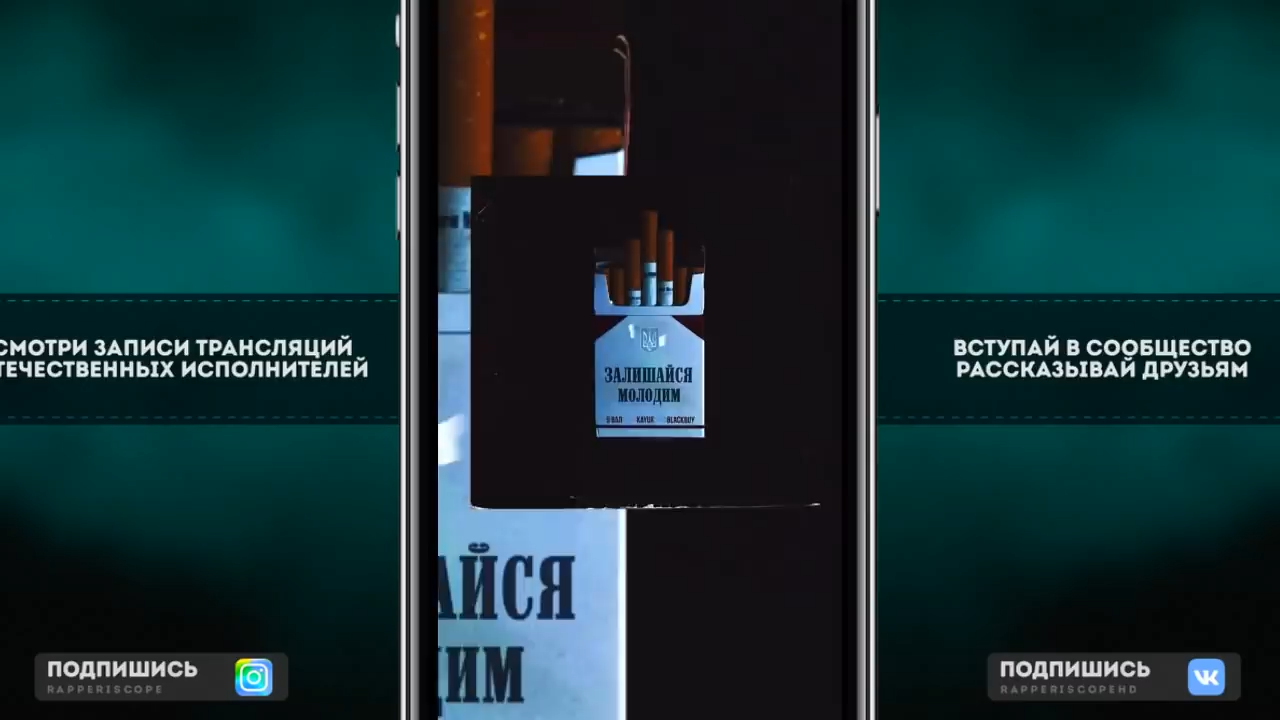 СМОТРИ ЗАПИСИ ТРАНСЛЯЦИЙ
ТЕЧЕСТВЕННЫХ ИСПОЛНИТЕЛЕЙ
ВСТУПАЙ В СООБЩЕСТВО
РАССКАЗЫВАЙ ДРУЗЬЯМ
ЗАЛИШАЙСЯ
МОЛОДИМ
KAYUK BLACKBUY
АЙСЯ
ДИМ
ПОДПИШИСЬ
RAPPERISCOPE
ПОДПИШИСЬ
RAPPERISCOPEHD